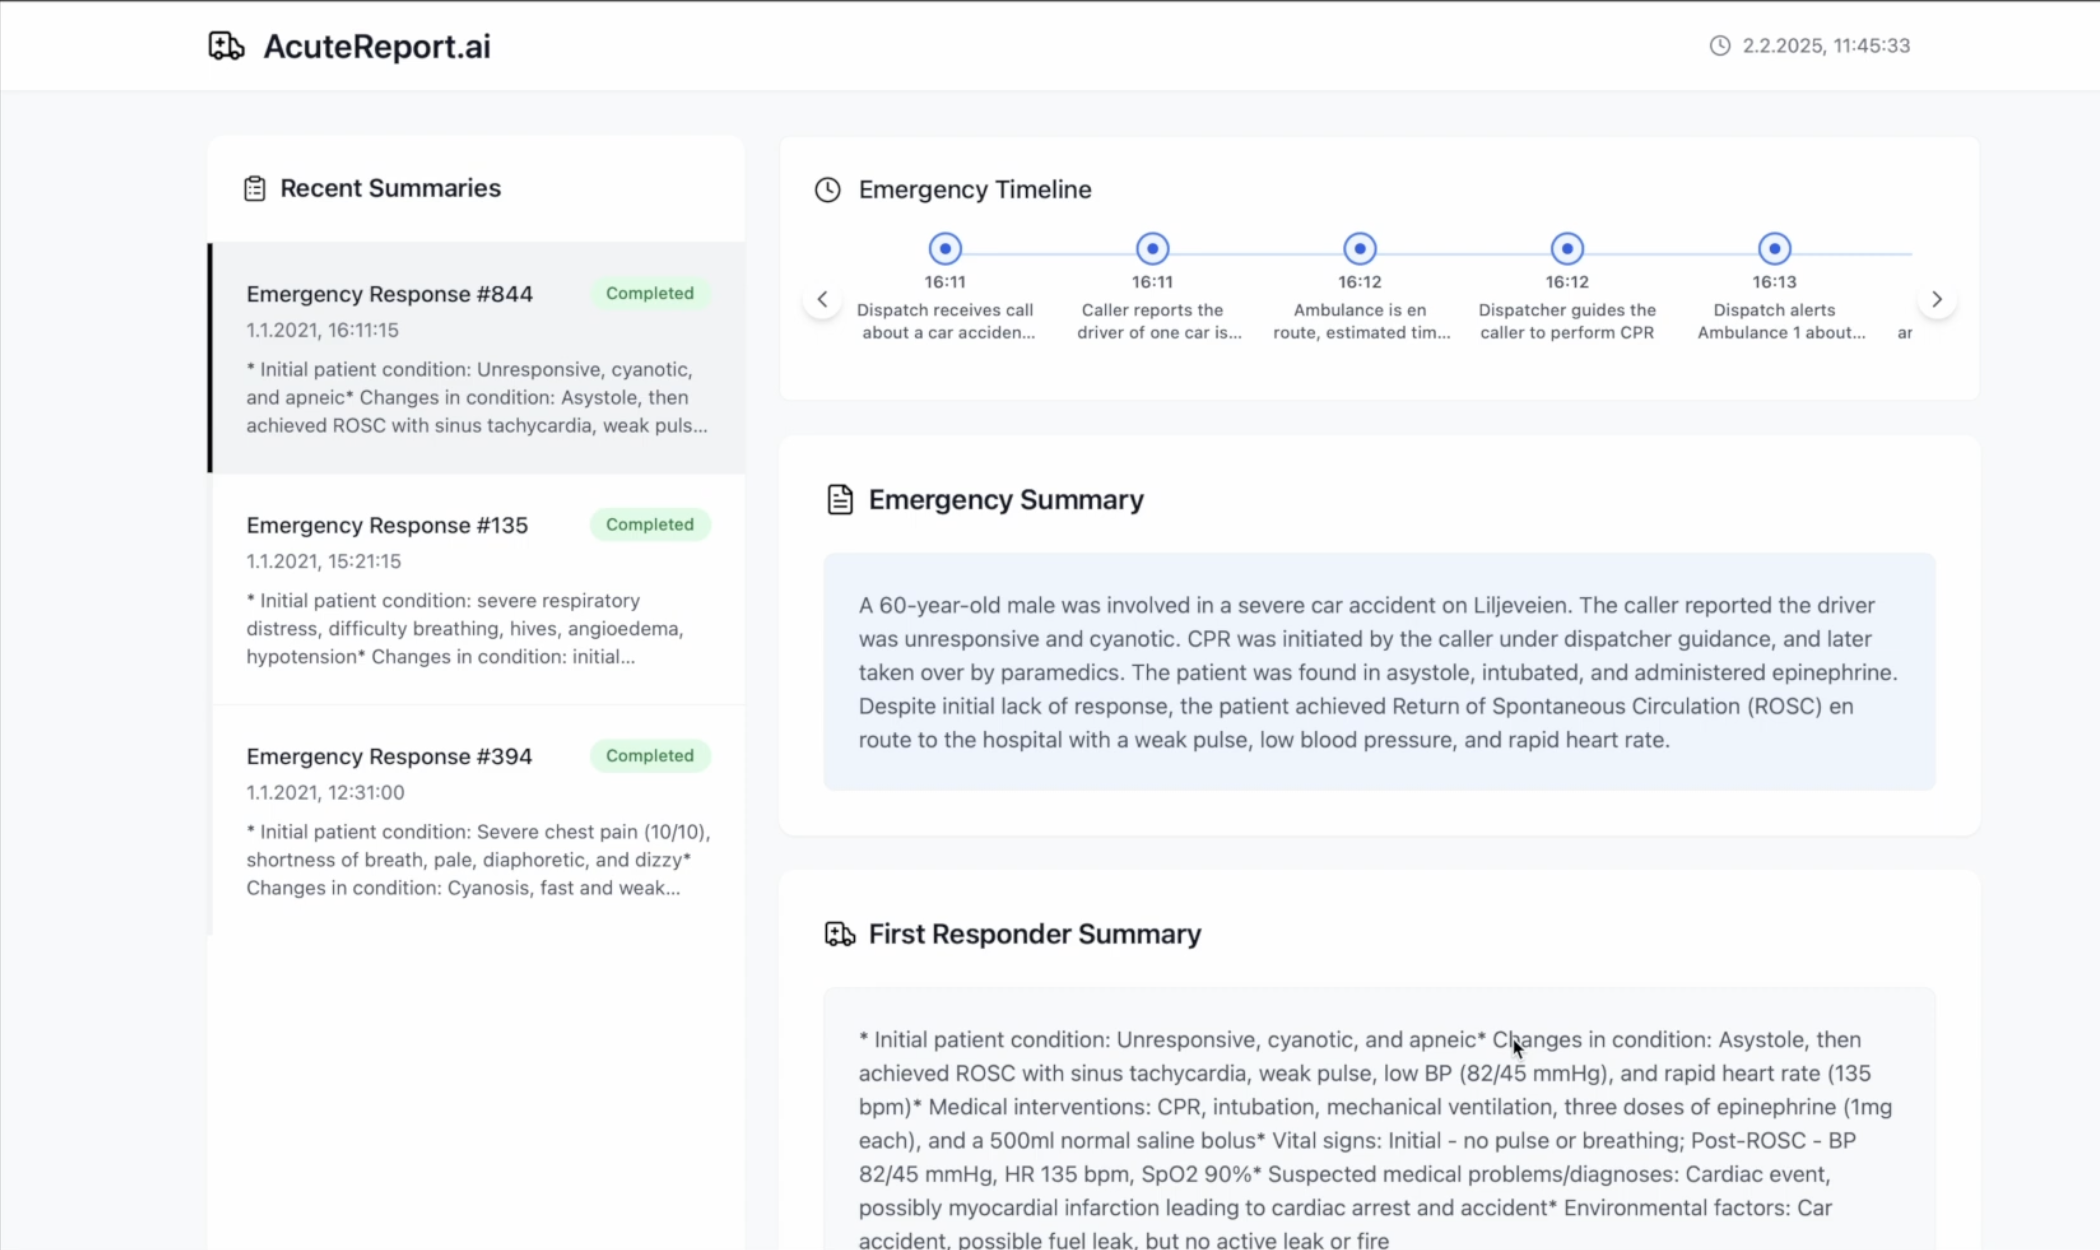 AcuteReport.ai
2.2.2025, 11:45:33
Recent Summaries
Emergency Response #844
Completed
1.1.2021, 16:11:15
* Initial patient condition: Unresponsive, cyanotic,
and apneic* Changes in condition: Asystole, then
achieved ROSC with sinus tachycardia, weak puls...
Emergency Response #135
Completed
1.1.2021, 15:21:15
* Initial patient condition: severe respiratory
distress, difficulty breathing, hives, angioedema,
hypotension* Changes in condition: initial...
Emergency Response #394
Completed
1.1.2021, 12:31:00
* Initial patient condition: Severe chest pain (10/10),
shortness of breath, pale, diaphoretic, and dizzy*
Changes in condition: Cyanosis, fast and weak...
Emergency Timeline
16:11
Dispatch receives call
about a car acciden...
16:11
Caller reports the
driver of one car is...
16:12
Ambulance is en
route, estimated tim...
16:12
Dispatcher guides the
caller to perform CPR
16:13
Dispatch alerts
Ambulance 1 about...
ar
Emergency Summary
A 60-year-old male was involved in a severe car accident on Liljeveien. The caller reported the driver
was unresponsive and cyanotic. CPR was initiated by the caller under dispatcher guidance, and later
taken over by paramedics. The patient was found in asystole, intubated, and administered epinephrine.
Despite initial lack of response, the patient achieved Return of Spontaneous Circulation (ROSC) en
route to the hospital with a weak pulse, low blood pressure, and rapid heart rate.
First Responder Summary
* Initial patient condition: Unresponsive, cyanotic, and apneic* Changes in condition: Asystole, then
achieved ROSC with sinus tachycardia, weak pulse, low BP (82/45 mmHg), and rapid heart rate (135
bpm)* Medical interventions: CPR, intubation, mechanical ventilation, three doses of epinephrine (1mg
each), and a 500ml normal saline bolus* Vital signs: Initial - no pulse or breathing; Post-ROSC - BP
82/45 mmHg, HR 135 bpm, SpO2 90%* Suspected medical problems/diagnoses: Cardiac event,
possibly myocardial infarction leading to cardiac arrest and accident* Environmental factors: Car
accident, possible fuel leak, but no active leak or fire